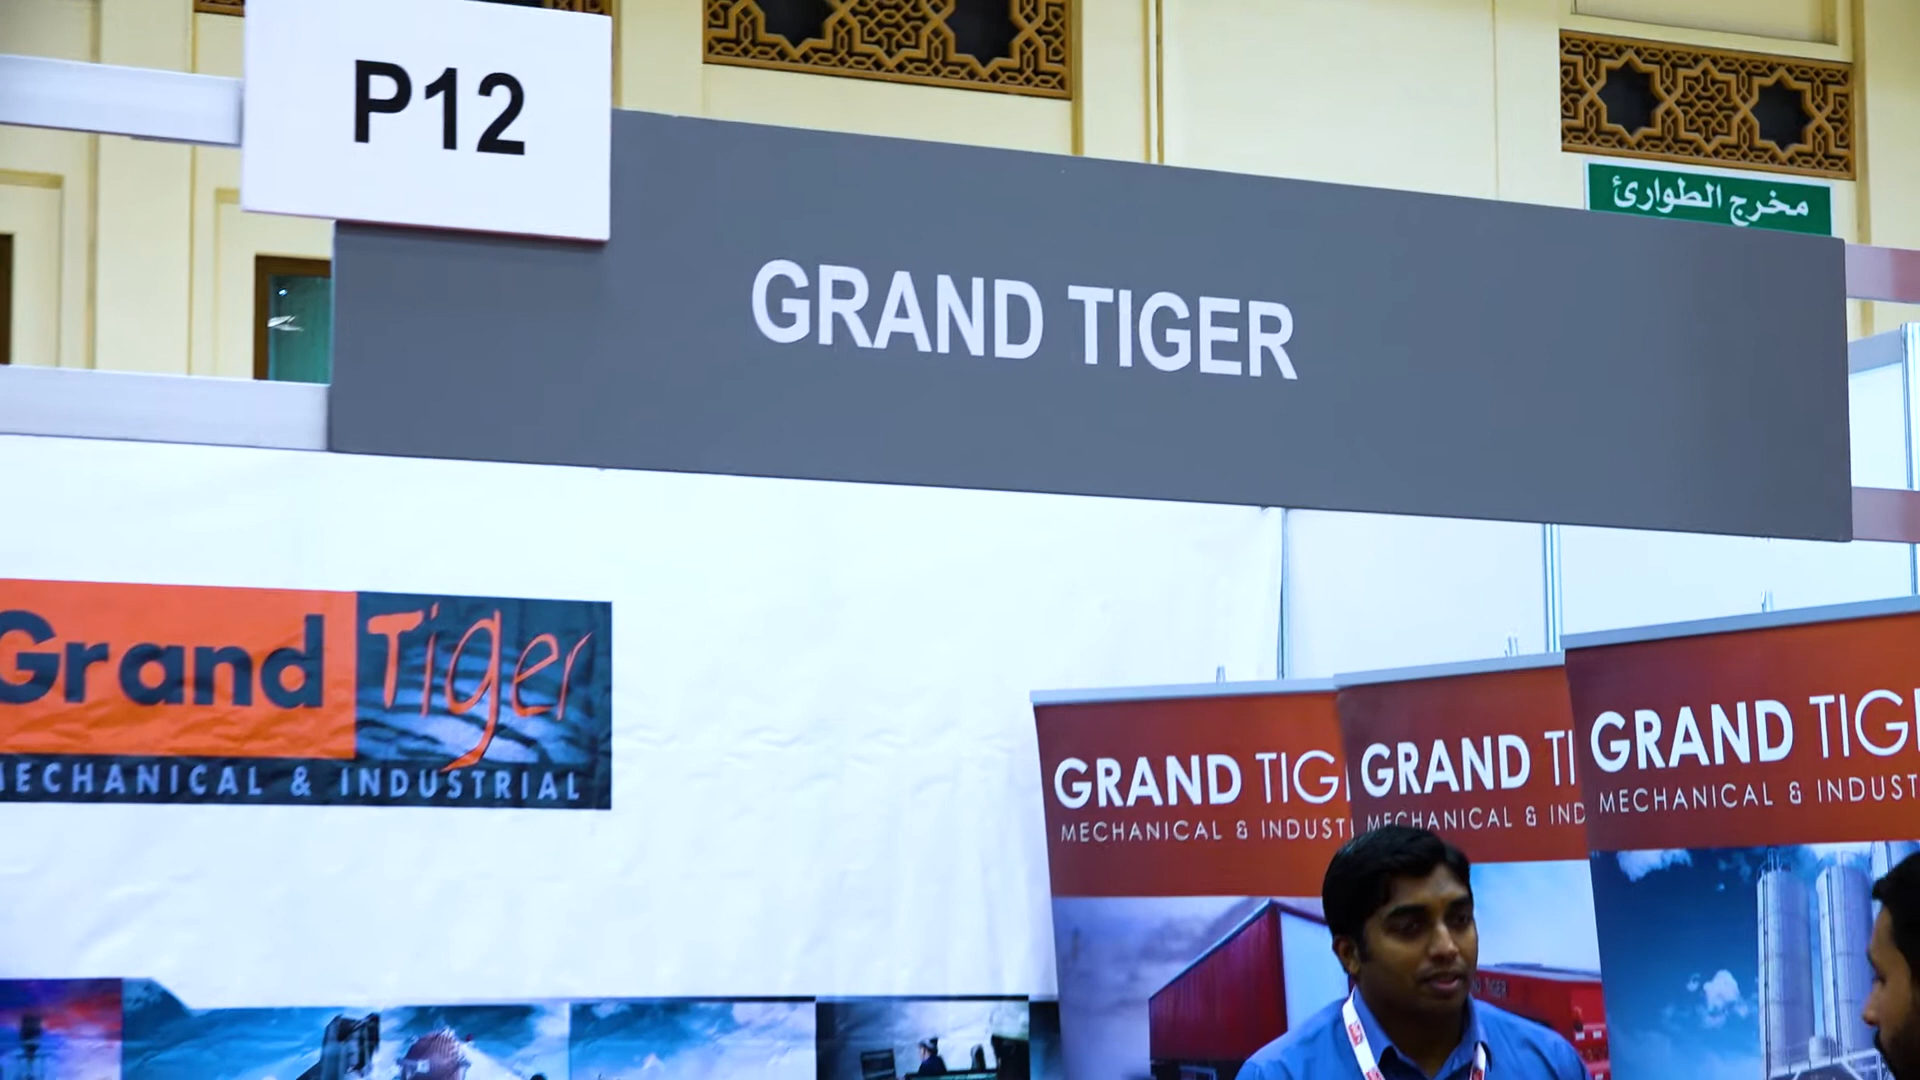 P12
مخرج الطوارئ
GRAND TIGER
Grand Tiger
MECHANICAL & INDUSTRIAL
GRAND TIG
MECHANICAL & INDUST
GRAND TI
MECHANICAL & IND
GRAND TIG
MECHANICAL & INDUST